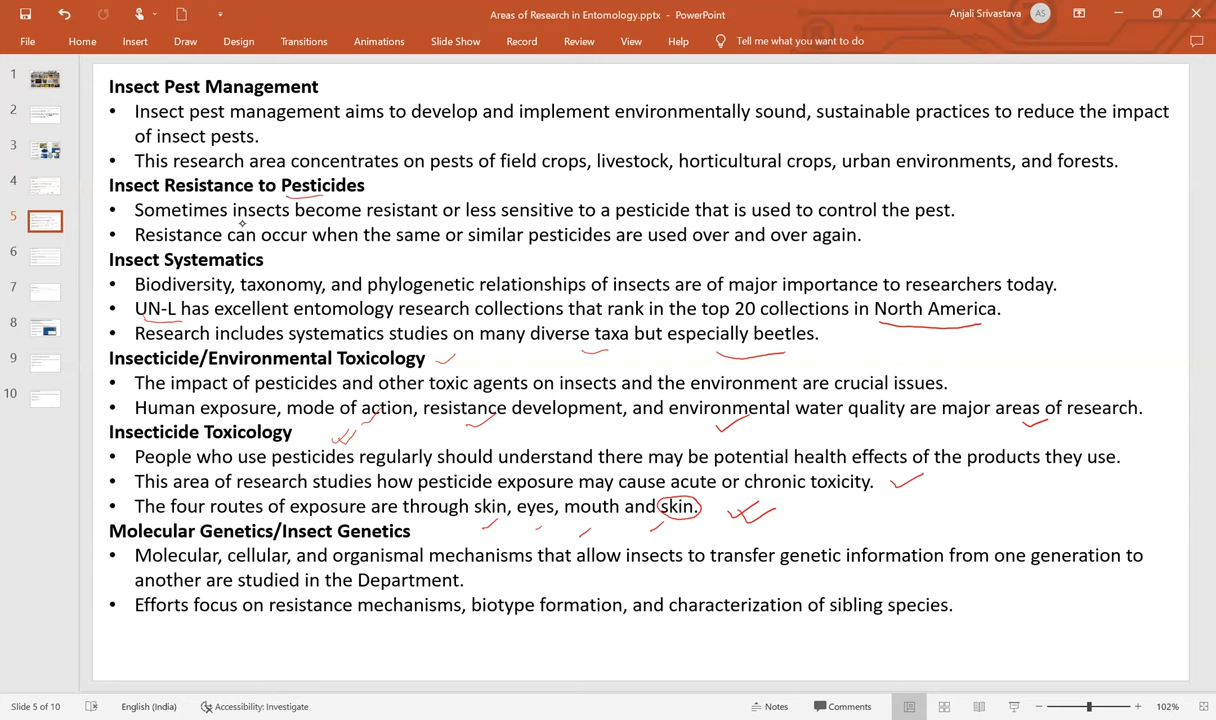 Areas of Research in Entomology.pptx - PowerPoint
Anjali Srivastava AS
File Home Insert Draw Design Transitions Animations Slide Show Record Review View Help Tell me what you want to do
1
2
3
4
5
6
7
8
9
10
Insect Pest Management
• Insect pest management aims to develop and implement environmentally sound, sustainable practices to reduce the impact
of insect pests.
• This research area concentrates on pests of field crops, livestock, horticultural crops, urban environments, and forests.
Insect Resistance to Pesticides
• Sometimes insects become resistant or less sensitive to a pesticide that is used to control the pest.
• Resistance can occur when the same or similar pesticides are used over and over again.
Insect Systematics
• Biodiversity, taxonomy, and phylogenetic relationships of insects are of major importance to researchers today.
• UN-L has excellent entomology research collections that rank in the top 20 collections in North America.
• Research includes systematics studies on many diverse taxa but especially beetles.
Insecticide/Environmental Toxicology
• The impact of pesticides and other toxic agents on insects and the environment are crucial issues.
• Human exposure, mode of action, resistance development, and environmental water quality are major areas of research.
Insecticide Toxicology
• People who use pesticides regularly should understand there may be potential health effects of the products they use.
• This area of research studies how pesticide exposure may cause acute or chronic toxicity.
• The four routes of exposure are through skin, eyes, mouth and skin.
Molecular Genetics/Insect Genetics
• Molecular, cellular, and organismal mechanisms that allow insects to transfer genetic information from one generation to
another are studied in the Department.
• Efforts focus on resistance mechanisms, biotype formation, and characterization of sibling species.
Slide 5 of 10 English (India) Accessibility: Investigate Notes Comments 102%